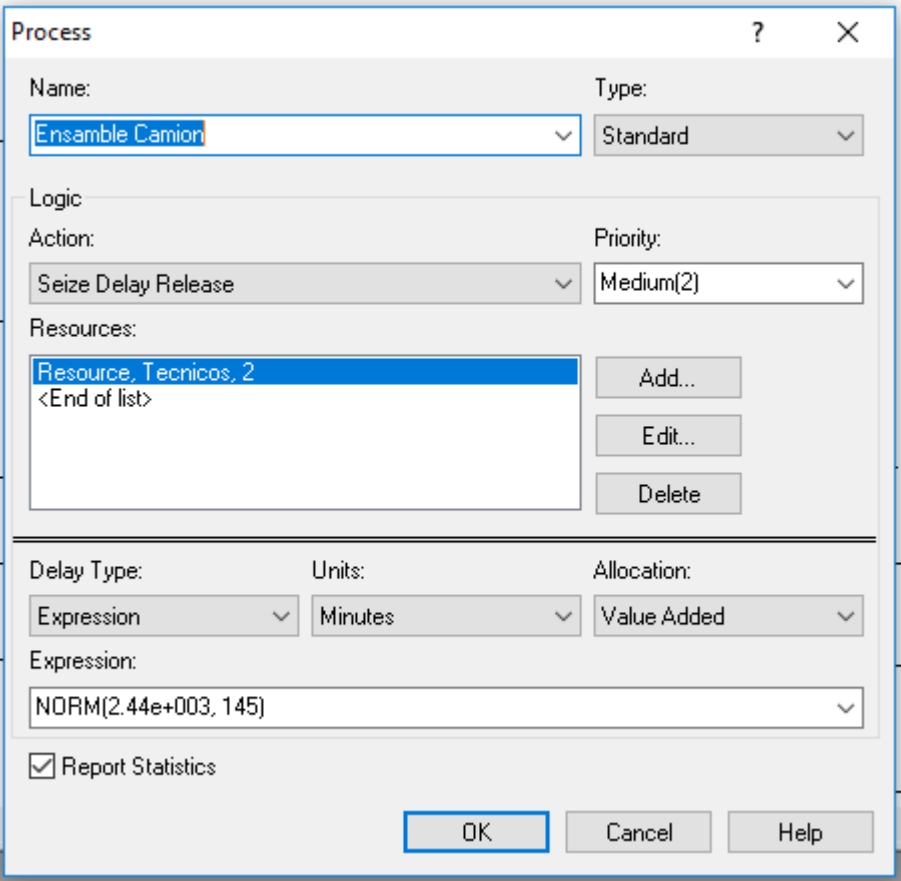 Process
Name: Type:
Ensamble Camion Standard
Logic
Action: Priority:
Seize Delay Release Medium(2)
Resources:
Resource, Tecnicos, 2
<End of list>
Add...
Edit...
Delete
Delay Type: Units: Allocation:
Expression Minutes Value Added
Expression:
NORM(2.44e+003, 145)
Report Statistics
OK Cancel Help